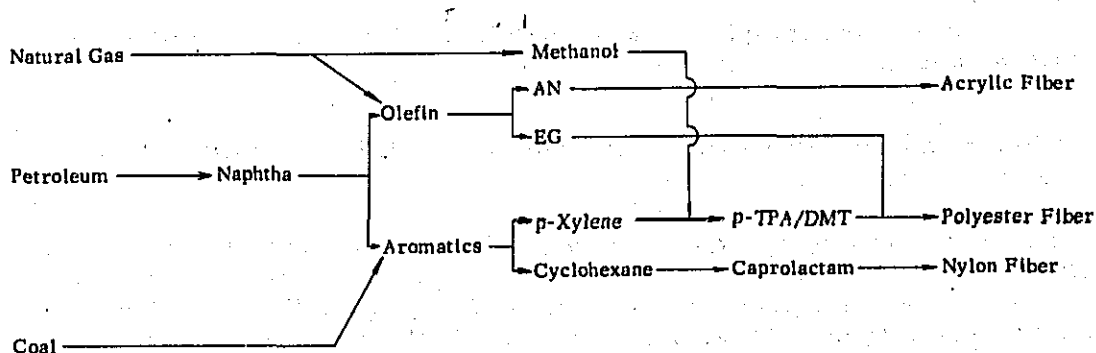 Natural Gas
Methanol
AN
Acrylic Fiber
Olefin
EG
Petroleum
Naphtha
p-Xylene
p-TPA/DMT
Polyester Fiber
Aromatics
Cyclohexane
Caprolactam
Nylon Fiber
Coal